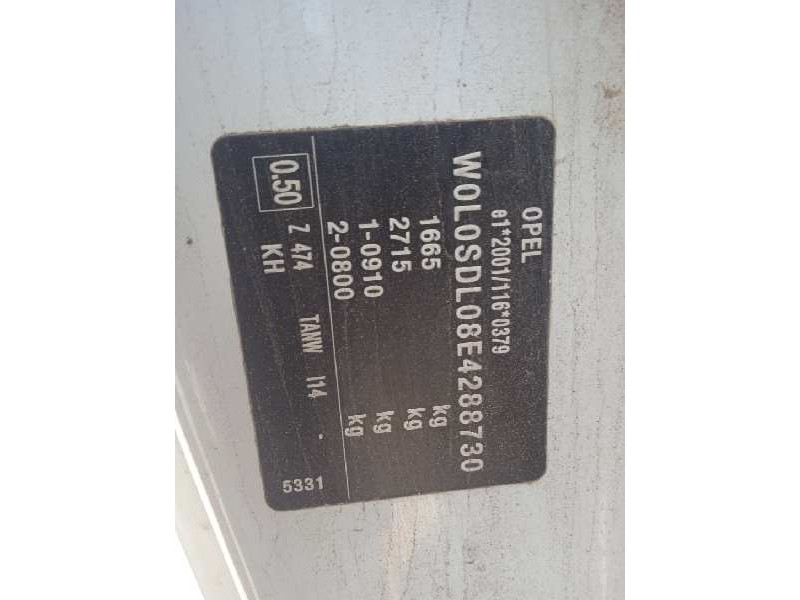 OPEL
e1*2001/116*0379
W0L0SDL08E4288730
1665 kg
2715 kg
1-0910 kg
2-0800 kg
0.50 Z 474 TANW I14 -
KH 5331